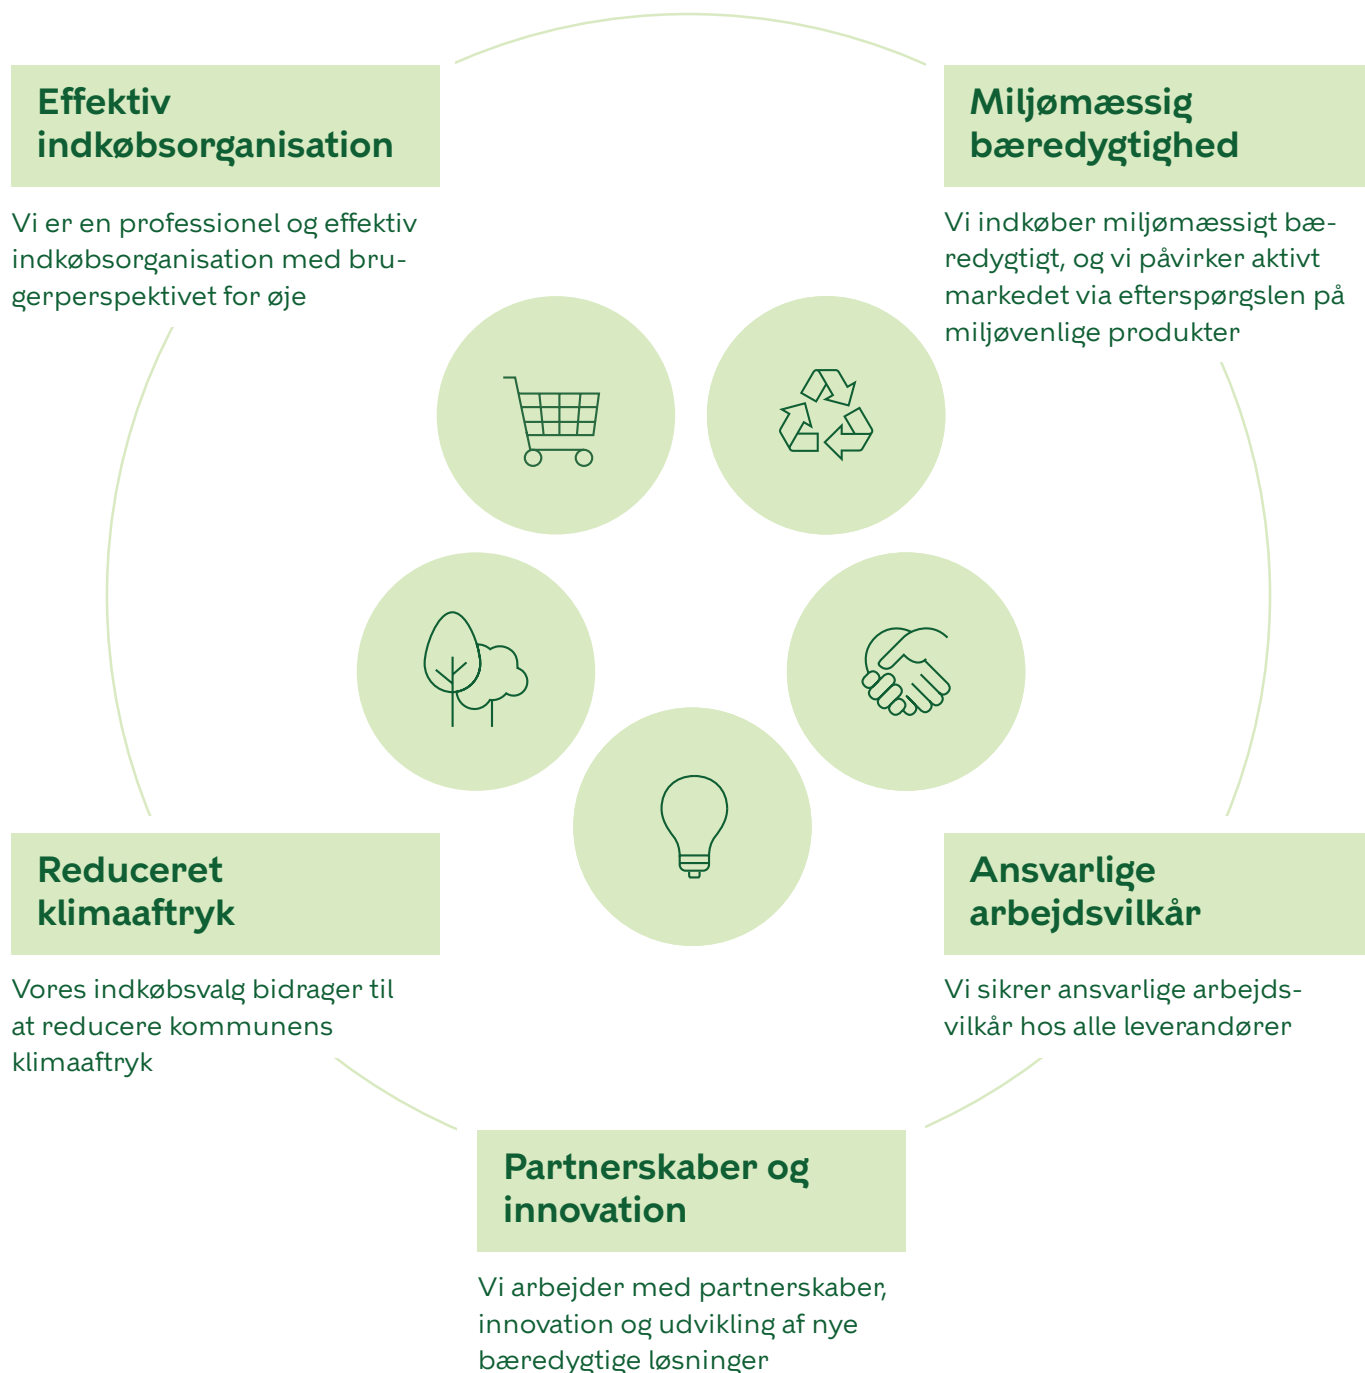 Effektiv
indkøbsorganisation
Vi er en professionel og effektiv
indkøbsorganisation med bru-
gerperspektivet for øje
Miljømæssig
bæredygtighed
Vi indkøber miljømæssigt bæ-
redygtigt, og vi påvirker aktivt
markedet via efterspørgslen på
miljøvenlige produkter
Reduceret
klimaaftryk
Vores indkøbsvalg bidrager til
at reducere kommunens
klimaaftryk
Ansvarlige
arbejdsvilkår
Vi sikrer ansvarlige arbejds-
vilkår hos alle leverandører
Partnerskaber og
innovation
Vi arbejder med partnerskaber,
innovation og udvikling af nye
bæredygtige løsninger